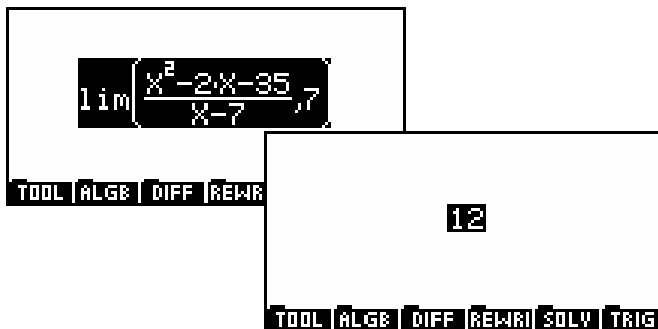 lim(X²-2·X-35/X-7,7)
TOOL ALGB DIFF REWR
12
TOOL ALGB DIFF REWRI SOLV TRIG